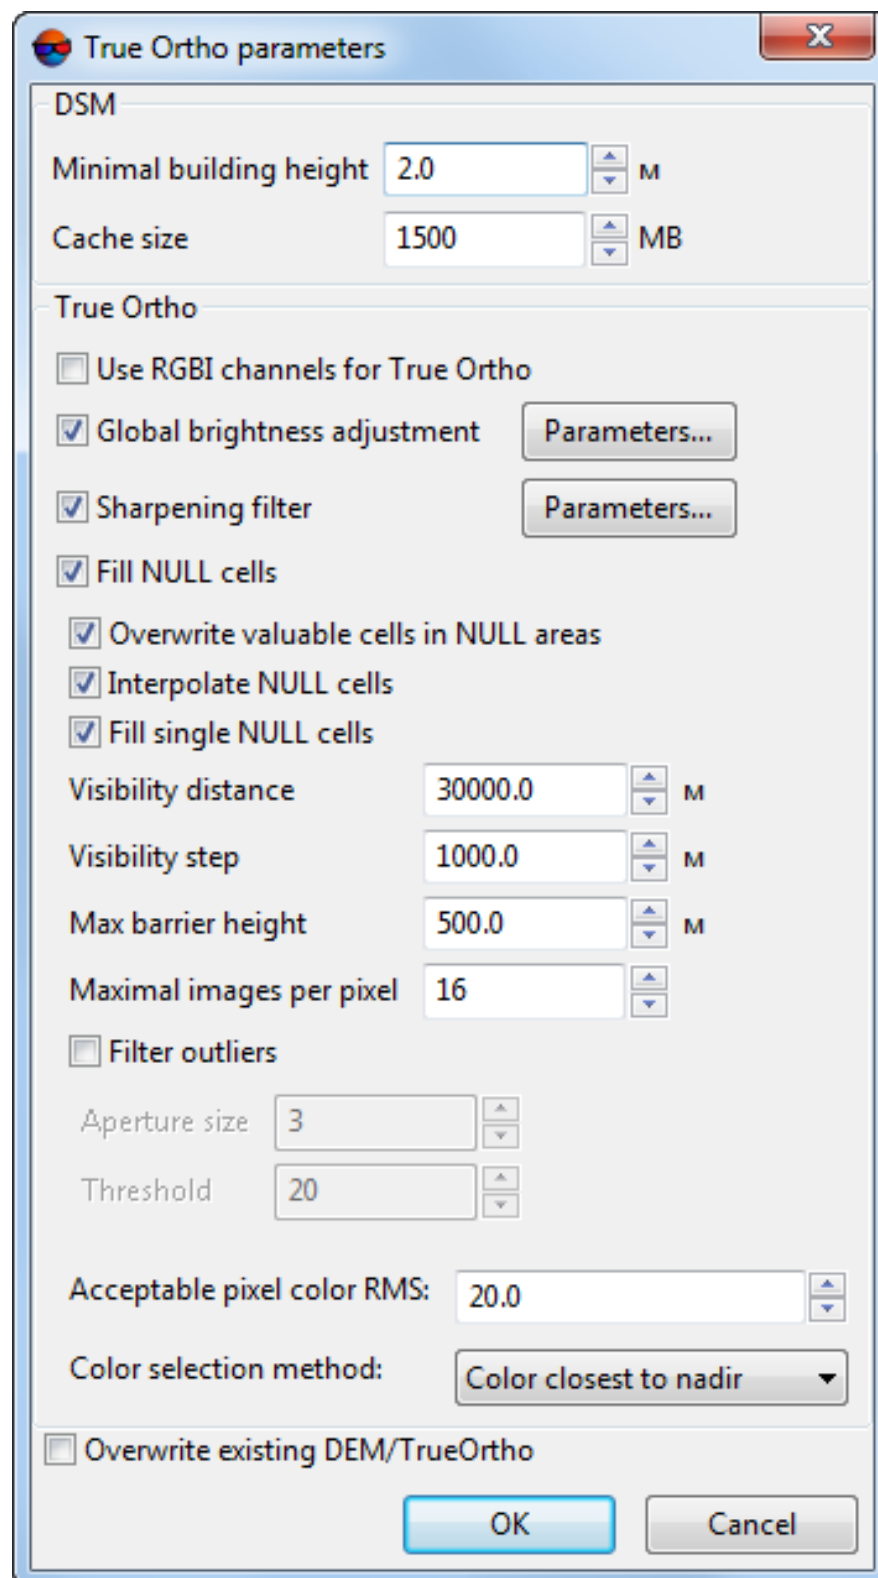 True Ortho parameters
DSM
Minimal building height 2.0 м
Cache size 1500 MB
True Ortho
Use RGBI channels for True Ortho
Global brightness adjustment Parameters...
Sharpening filter Parameters...
Fill NULL cells
Overwrite valuable cells in NULL areas
Interpolate NULL cells
Fill single NULL cells
Visibility distance 30000.0 м
Visibility step 1000.0 м
Max barrier height 500.0 м
Maximal images per pixel 16
Filter outliers
Aperture size 3
Threshold 20
Acceptable pixel color RMS: 20.0
Color selection method: Color closest to nadir
Overwrite existing DEM/TrueOrtho
OK Cancel